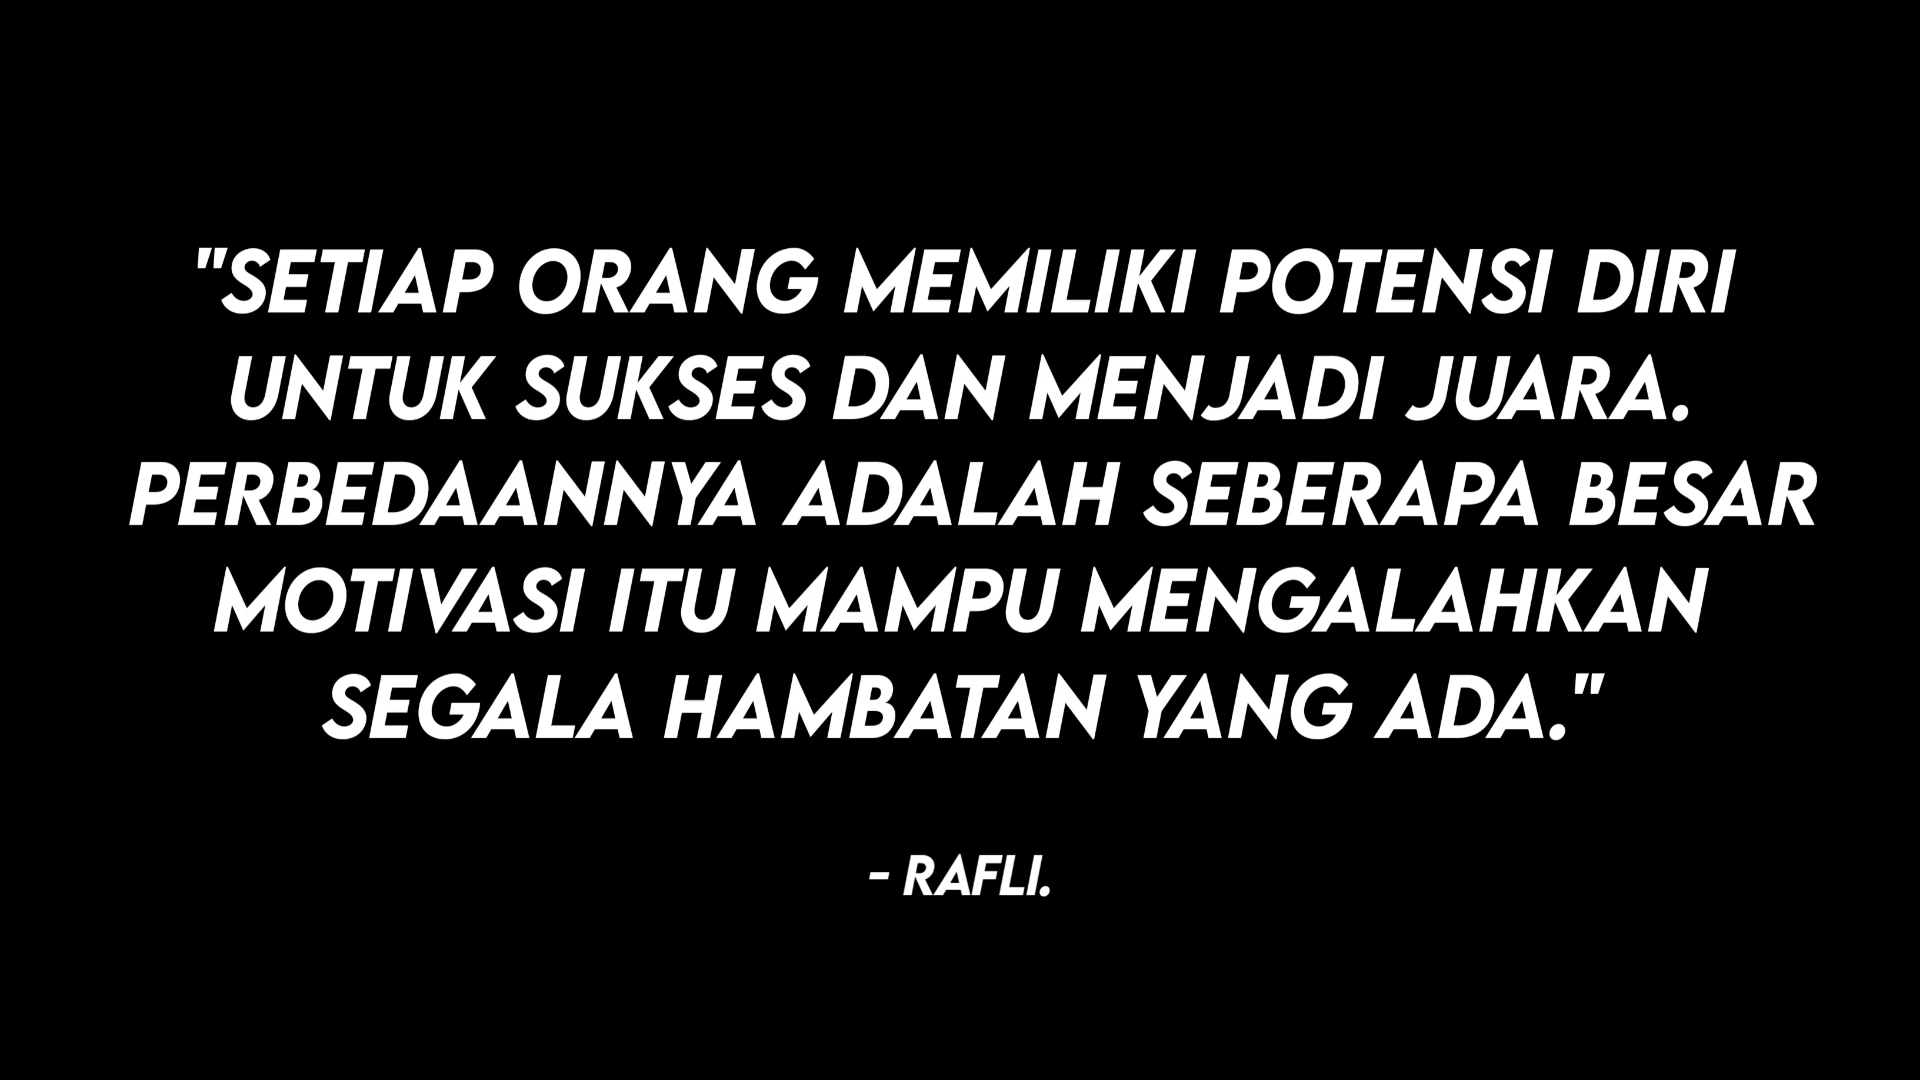 "SETIAP ORANG MEMILIKI POTENSI DIRI
UNTUK SUKSES DAN MENJADI JUARA.
PERBEDAANNYA ADALAH SEBERAPA BESAR
MOTIVASI ITU MAMPU MENGALAHKAN
SEGALA HAMBATAN YANG ADA."
- RAFLI.